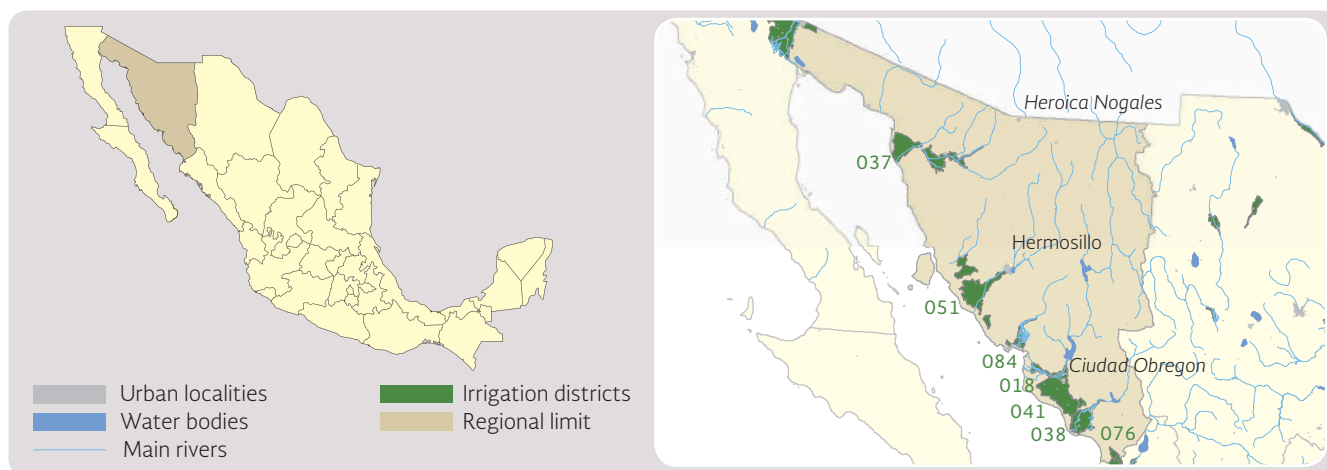 Urban localities
Water bodies
Main rivers
Irrigation districts
Regional limit
Heroica Nogales
037
Hermosillo
051
084
Ciudad Obregon
018
041
038
076